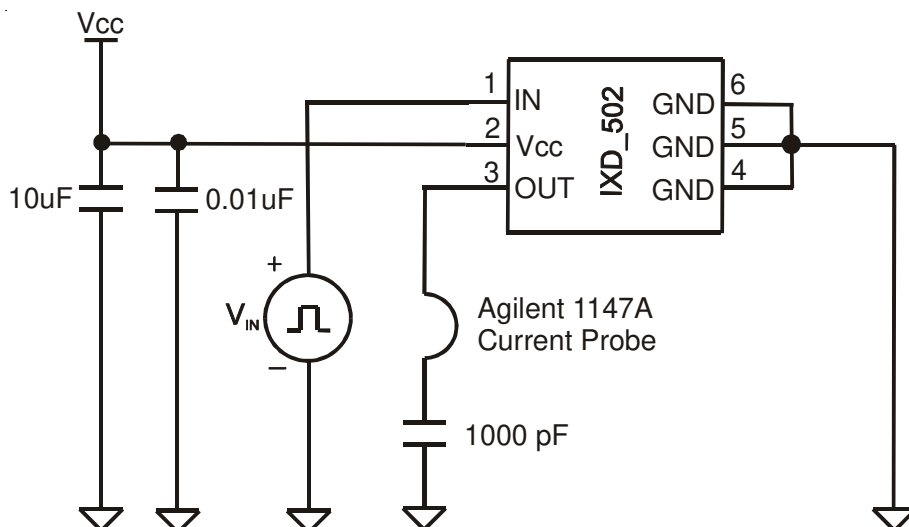 Vcc
1
IN
2
Vcc
3
OUT
IXD_502
6
GND
5
GND
4
GND
10uF
0.01uF
+
VIN
−
Agilent 1147A
Current Probe
1000 pF